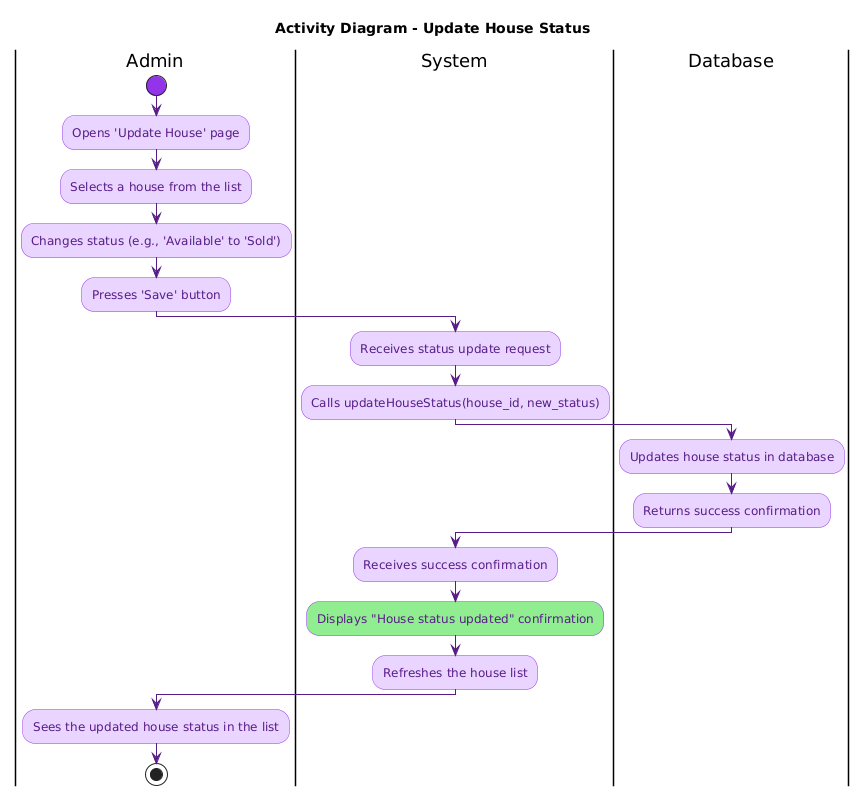 Activity Diagram - Update House Status
Admin
System
Database
Opens 'Update House' page
Selects a house from the list
Changes status (e.g., 'Available' to 'Sold')
Presses 'Save' button
Receives status update request
Calls updateHouseStatus(house_id, new_status)
Updates house status in database
Returns success confirmation
Receives success confirmation
Displays "House status updated" confirmation
Refreshes the house list
Sees the updated house status in the list